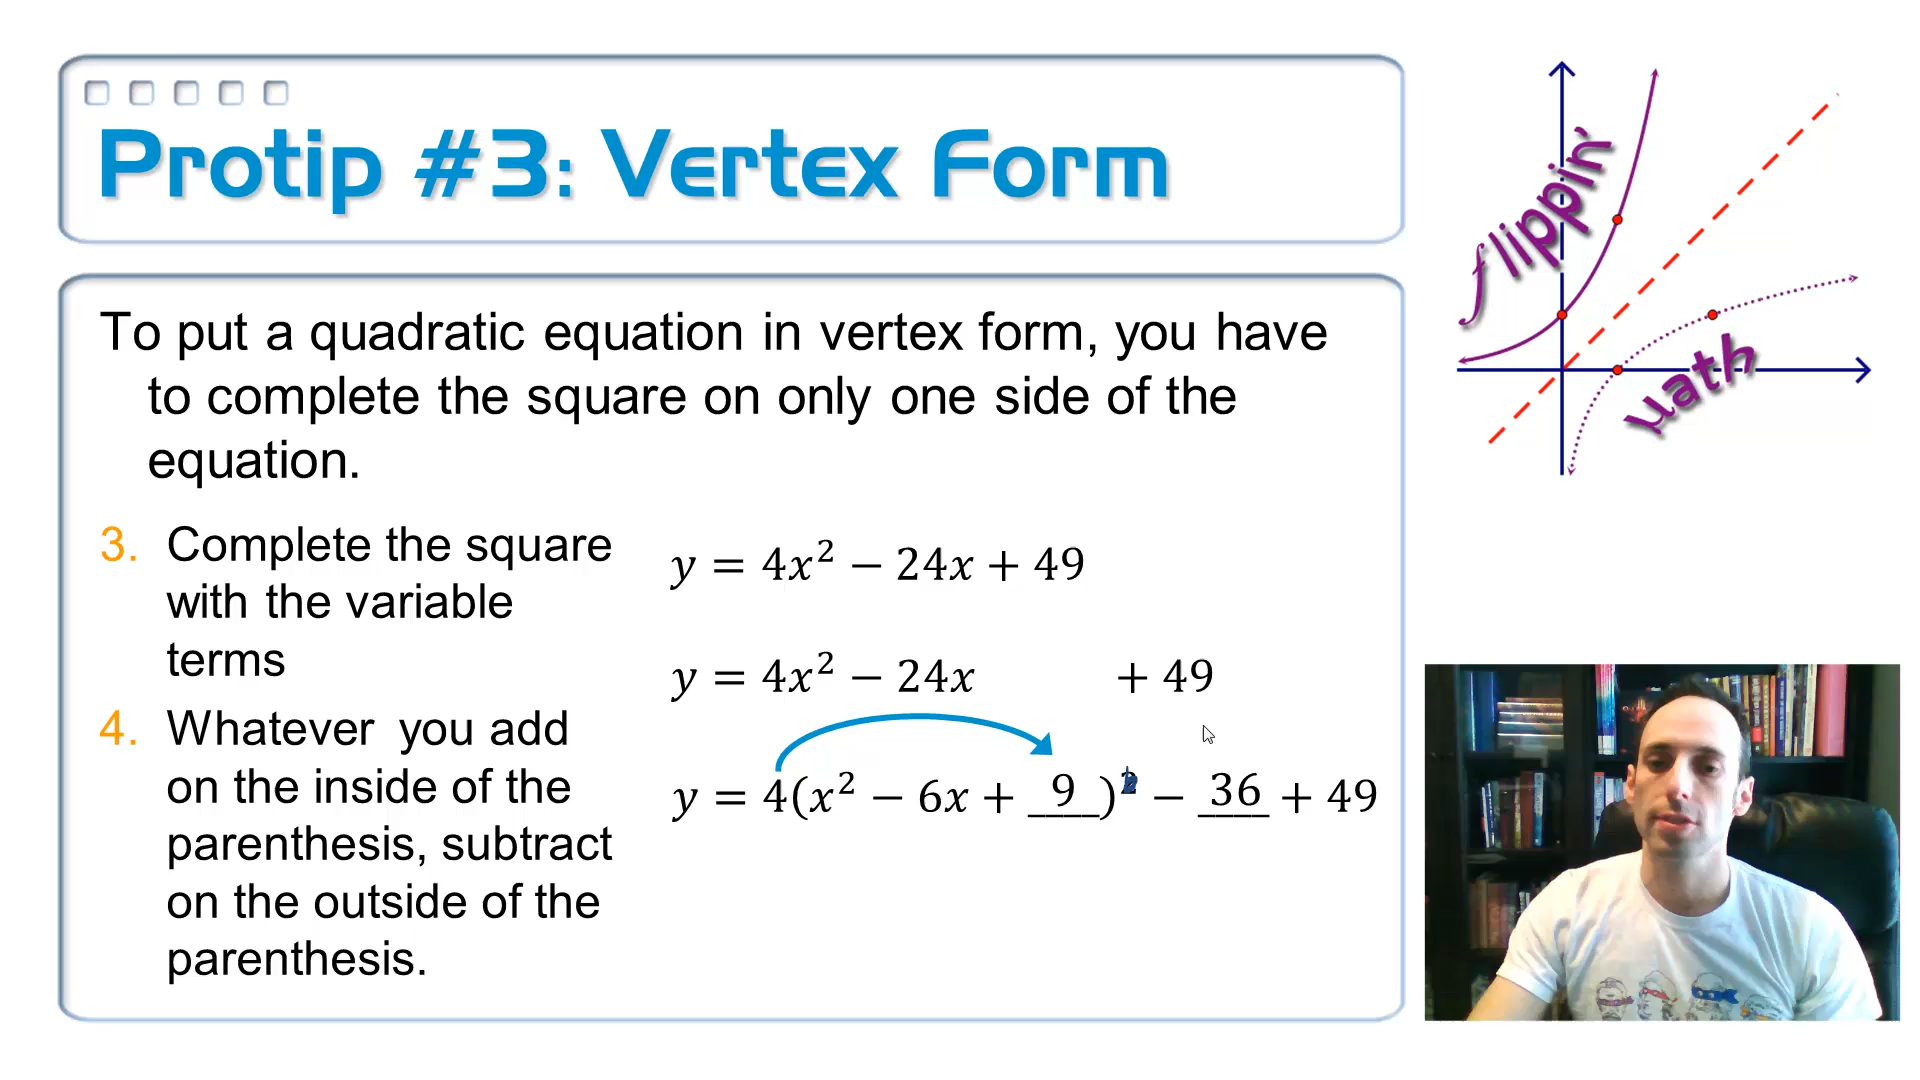 Protip #3: Vertex Form
To put a quadratic equation in vertex form, you have
to complete the square on only one side of the
equation.
3. Complete the square
with the variable
terms
4. Whatever you add
on the inside of the
parenthesis, subtract
on the outside of the
parenthesis.
y = 4x² − 24x + 49
y = 4x² − 24x + 49
y = 4(x² − 6x + 9 )² − 36 + 49
flippin'
μath